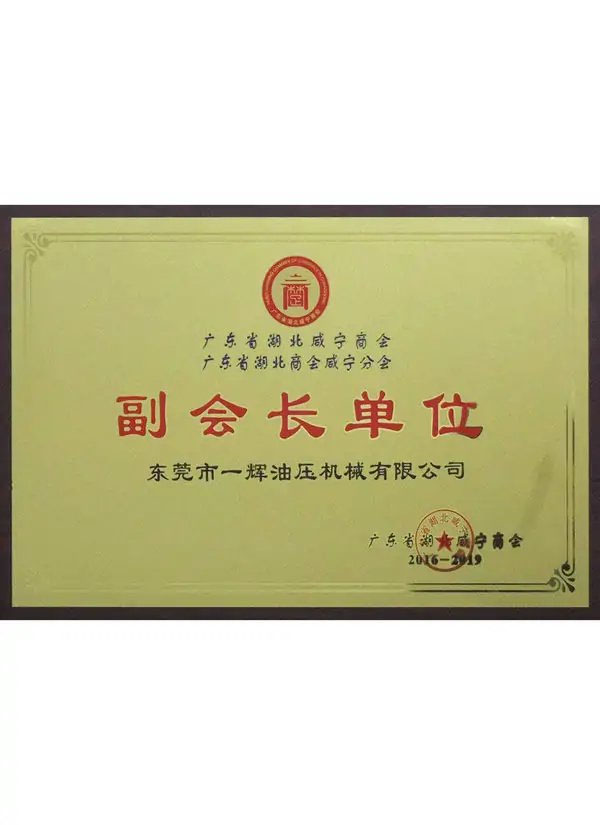 广东省湖北咸宁商会
广东省湖北商会咸宁分会
副会长单位
东莞市一辉油压机械有限公司
广东省湖北咸宁商会
2016-2019